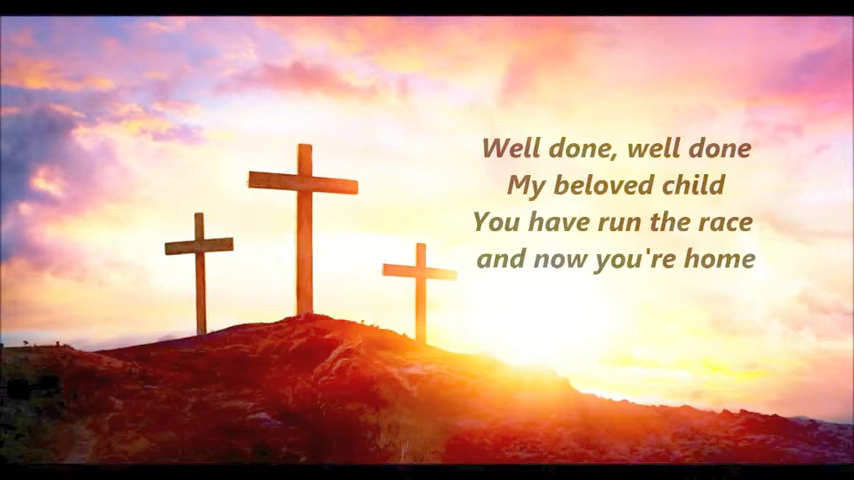 Well done, well done
My beloved child
You have run the race
and now you're home